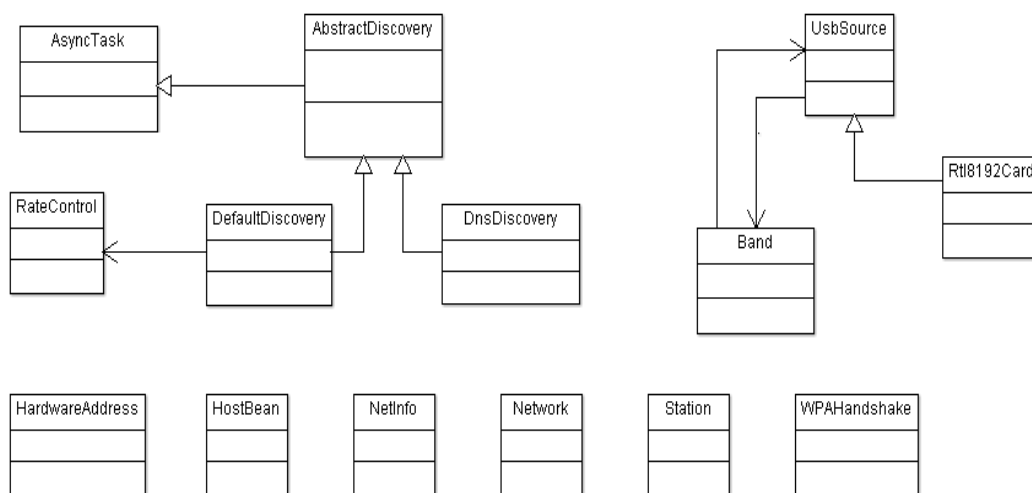 AsyncTask
AbstractDiscovery
UsbSource
Rtl8192Card
RateControl
DefaultDiscovery
DnsDiscovery
Band
HardwareAddress
HostBean
NetInfo
Network
Station
WPAHandshake